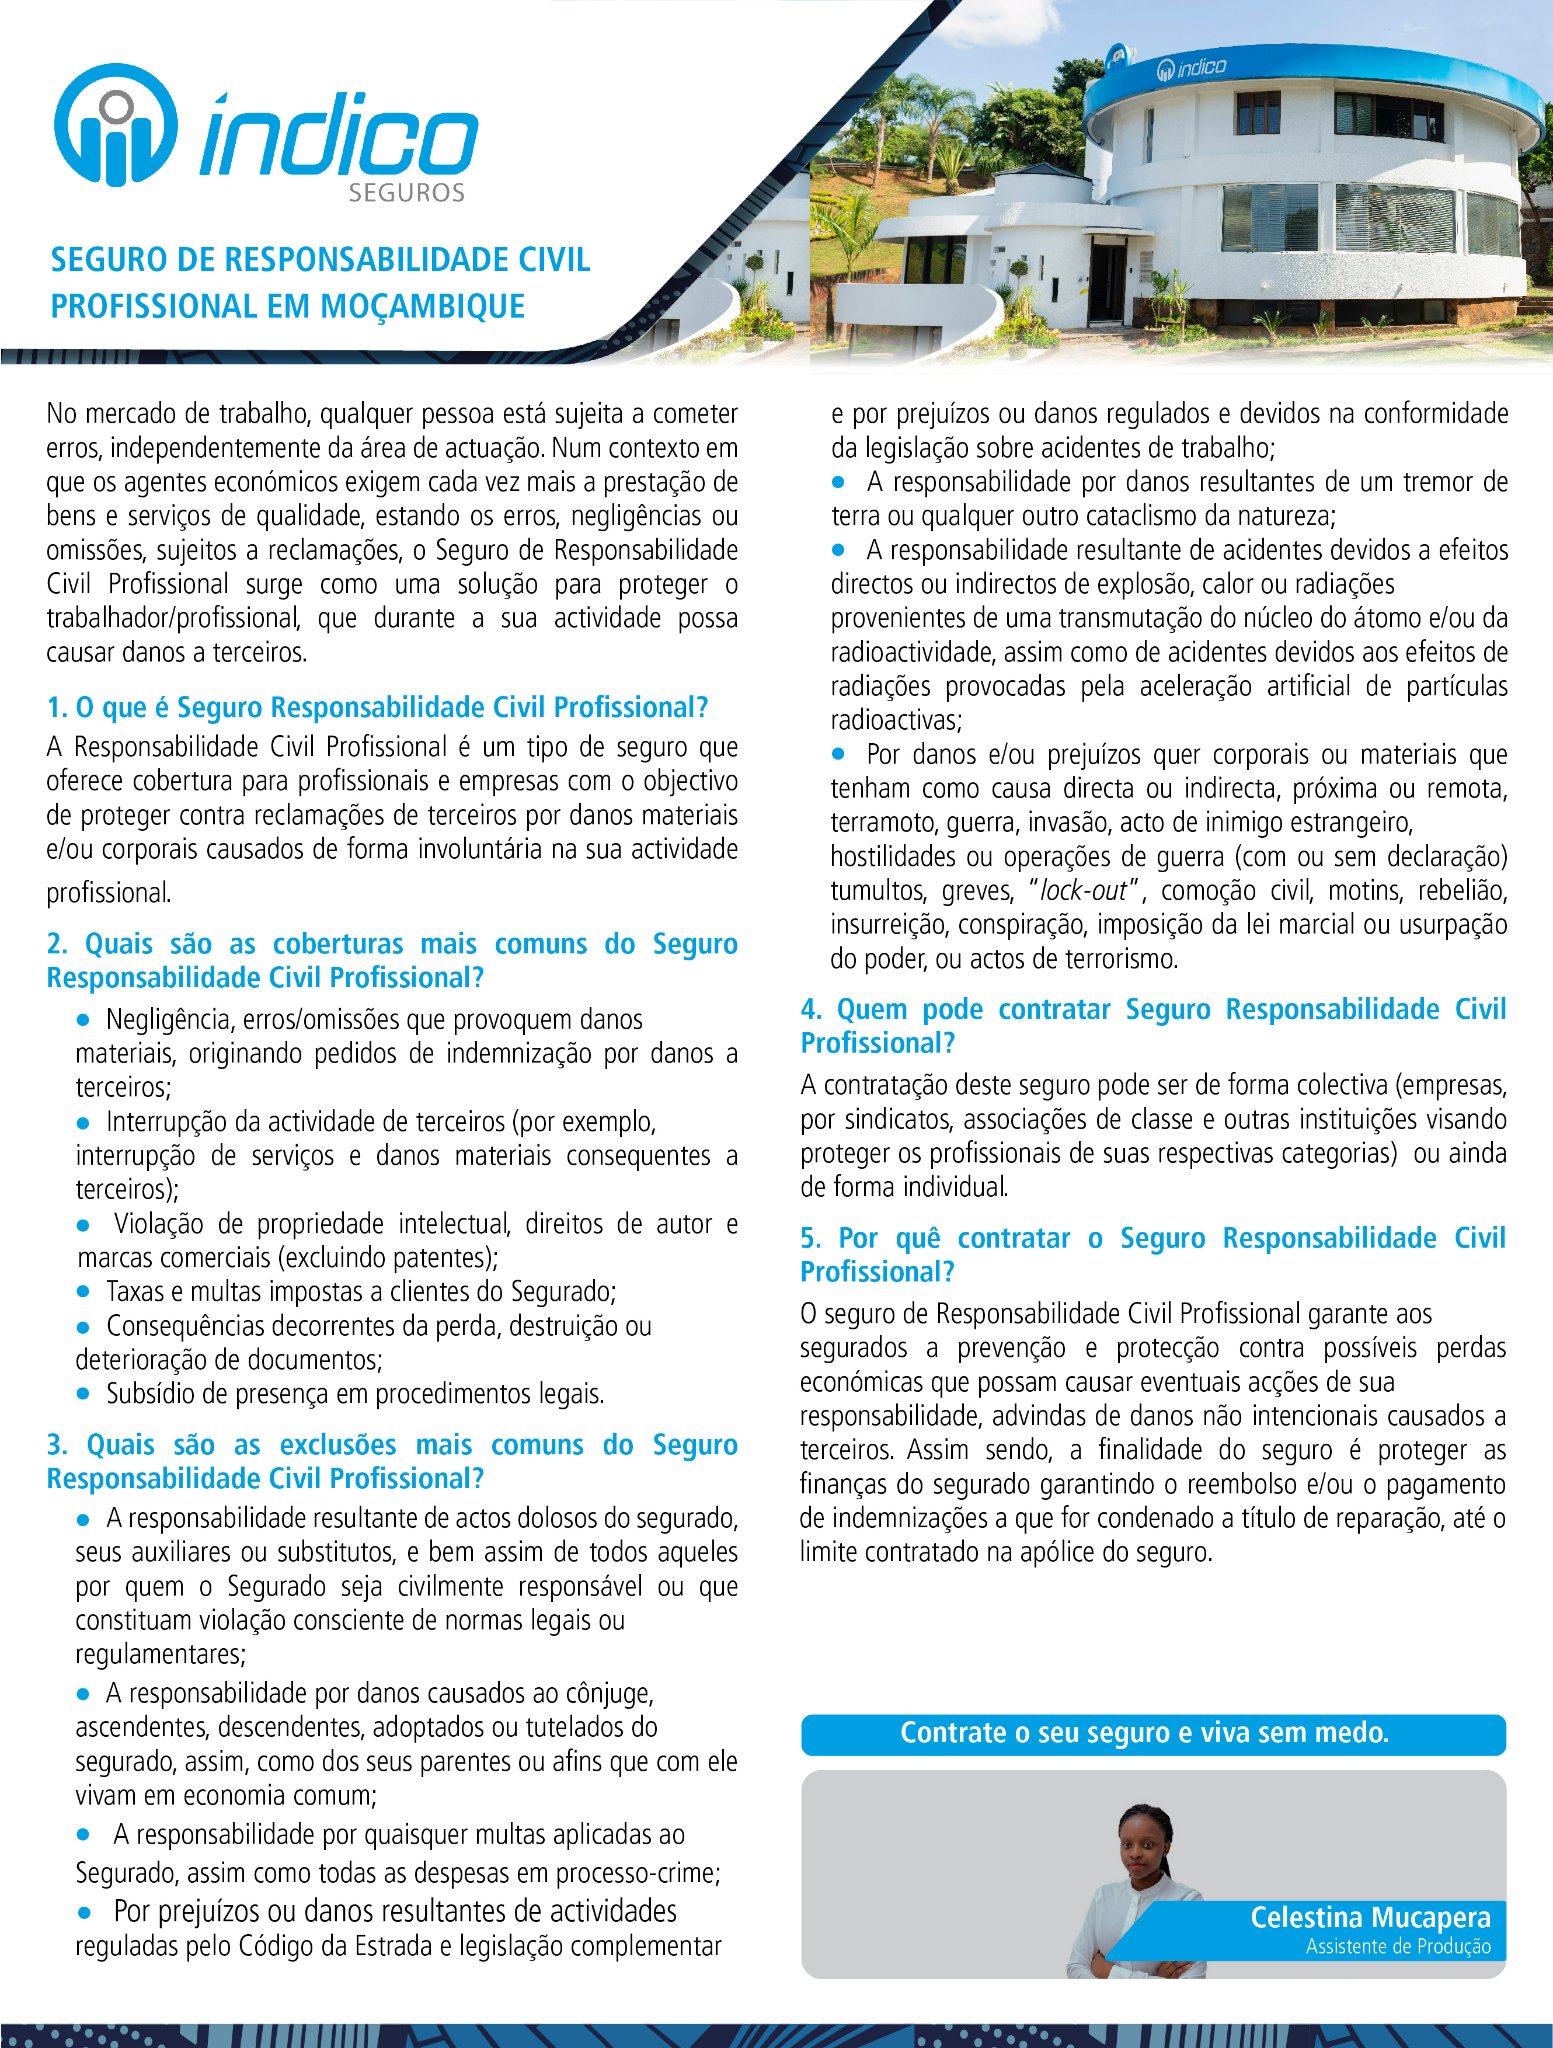 índico
SEGUROS
índico
SEGURO DE RESPONSABILIDADE CIVIL
PROFISSIONAL EM MOÇAMBIQUE
No mercado de trabalho, qualquer pessoa está sujeita a cometer
erros, independentemente da área de actuação. Num contexto em
que os agentes económicos exigem cada vez mais a prestação de
bens e serviços de qualidade, estando os erros, negligências ou
omissões, sujeitos a reclamações, o Seguro de Responsabilidade
Civil Profissional surge como uma solução para proteger o
trabalhador/profissional, que durante a sua actividade possa
causar danos a terceiros.
1. O que é Seguro Responsabilidade Civil Profissional?
A Responsabilidade Civil Profissional é um tipo de seguro que
oferece cobertura para profissionais e empresas com o objectivo
de proteger contra reclamações de terceiros por danos materiais
e/ou corporais causados de forma involuntária na sua actividade
profissional.
2. Quais são as coberturas mais comuns do Seguro
Responsabilidade Civil Profissional?
● Negligência, erros/omissões que provoquem danos
materiais, originando pedidos de indemnização por danos a
terceiros;
● Interrupção da actividade de terceiros (por exemplo,
interrupção de serviços e danos materiais consequentes a
terceiros);
● Violação de propriedade intelectual, direitos de autor e
marcas comerciais (excluindo patentes);
● Taxas e multas impostas a clientes do Segurado;
● Consequências decorrentes da perda, destruição ou
deterioração de documentos;
● Subsídio de presença em procedimentos legais.
3. Quais são as exclusões mais comuns do Seguro
Responsabilidade Civil Profissional?
● A responsabilidade resultante de actos dolosos do segurado,
seus auxiliares ou substitutos, e bem assim de todos aqueles
por quem o Segurado seja civilmente responsável ou que
constituam violação consciente de normas legais ou
regulamentares;
● A responsabilidade por danos causados ao cônjuge,
ascendentes, descendentes, adoptados ou tutelados do
segurado, assim, como dos seus parentes ou afins que com ele
vivam em economia comum;
● A responsabilidade por quaisquer multas aplicadas ao
Segurado, assim como todas as despesas em processo-crime;
● Por prejuízos ou danos resultantes de actividades
reguladas pelo Código da Estrada e legislação complementar
e por prejuízos ou danos regulados e devidos na conformidade
da legislação sobre acidentes de trabalho;
● A responsabilidade por danos resultantes de um tremor de
terra ou qualquer outro cataclismo da natureza;
● A responsabilidade resultante de acidentes devidos a efeitos
directos ou indirectos de explosão, calor ou radiações
provenientes de uma transmutação do núcleo do átomo e/ou da
radioactividade, assim como de acidentes devidos aos efeitos de
radiações provocadas pela aceleração artificial de partículas
radioactivas;
● Por danos e/ou prejuízos quer corporais ou materiais que
tenham como causa directa ou indirecta, próxima ou remota,
terramoto, guerra, invasão, acto de inimigo estrangeiro,
hostilidades ou operações de guerra (com ou sem declaração)
tumultos, greves, "lock-out", comoção civil, motins, rebelião,
insurreição, conspiração, imposição da lei marcial ou usurpação
do poder, ou actos de terrorismo.
4. Quem pode contratar Seguro Responsabilidade Civil
Profissional?
A contratação deste seguro pode ser de forma colectiva (empresas,
por sindicatos, associações de classe e outras instituições visando
proteger os profissionais de suas respectivas categorias) ou ainda
de forma individual.
5. Por quê contratar o Seguro Responsabilidade Civil
Profissional?
O seguro de Responsabilidade Civil Profissional garante aos
segurados a prevenção e protecção contra possíveis perdas
económicas que possam causar eventuais acções de sua
responsabilidade, advindas de danos não intencionais causados a
terceiros. Assim sendo, a finalidade do seguro é proteger as
finanças do segurado garantindo o reembolso e/ou o pagamento
de indemnizações a que for condenado a título de reparação, até o
limite contratado na apólice do seguro.
Contrate o seu seguro e viva sem medo.
Celestina Mucapera
Assistente de Produção